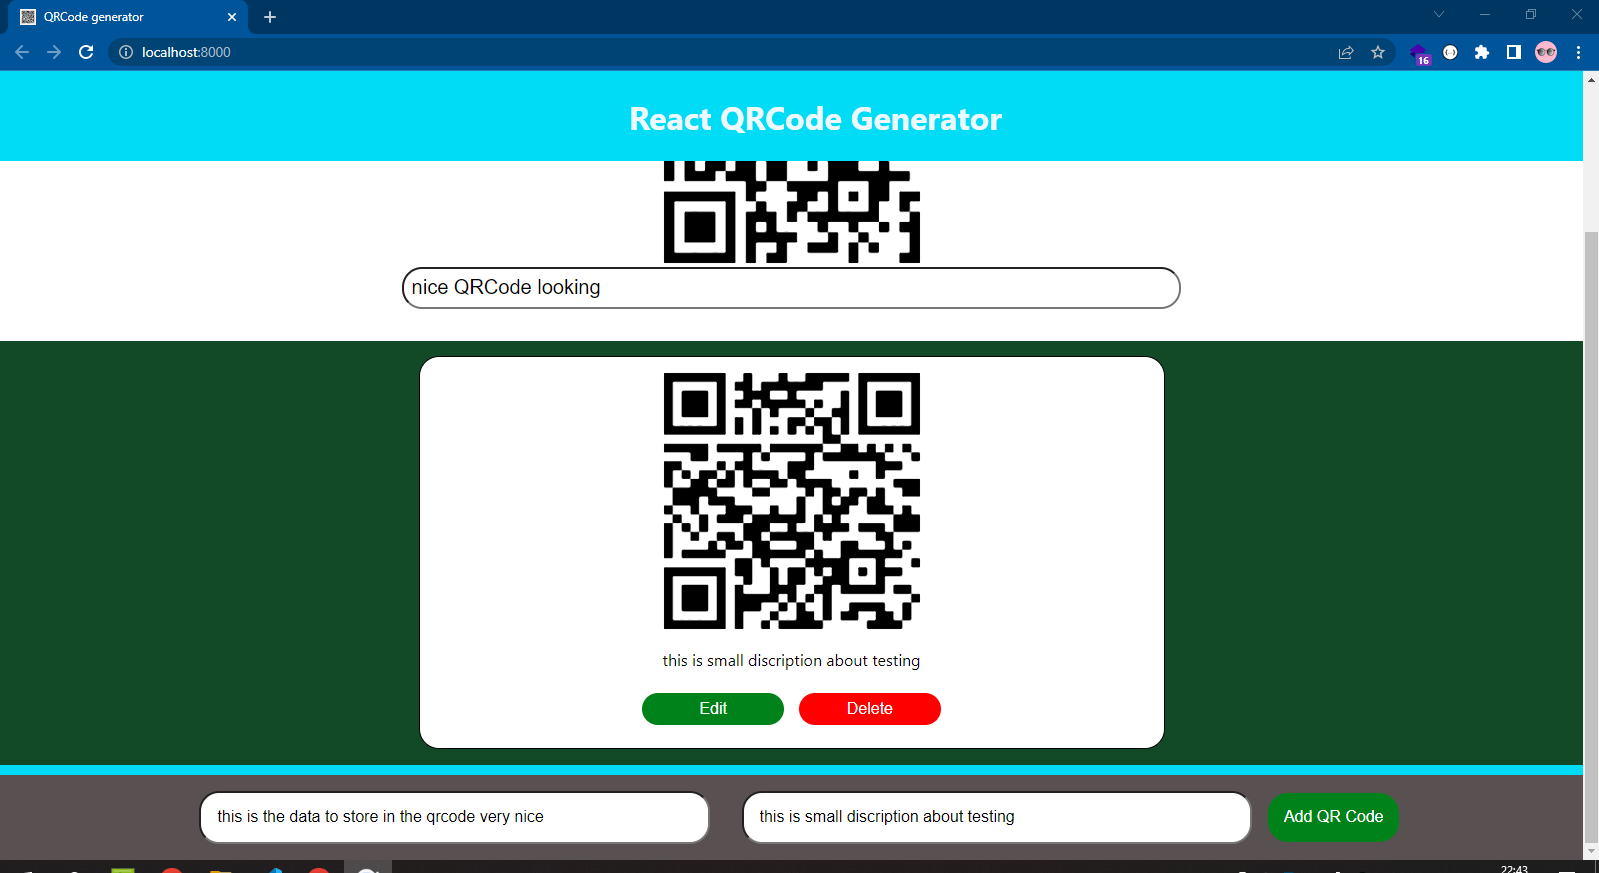 QRCode generator
localhost:8000
16
React QRCode Generator
nice QRCode looking
this is small discription about testing
Edit Delete
this is the data to store in the qrcode very nice
this is small discription about testing
Add QR Code
22:43